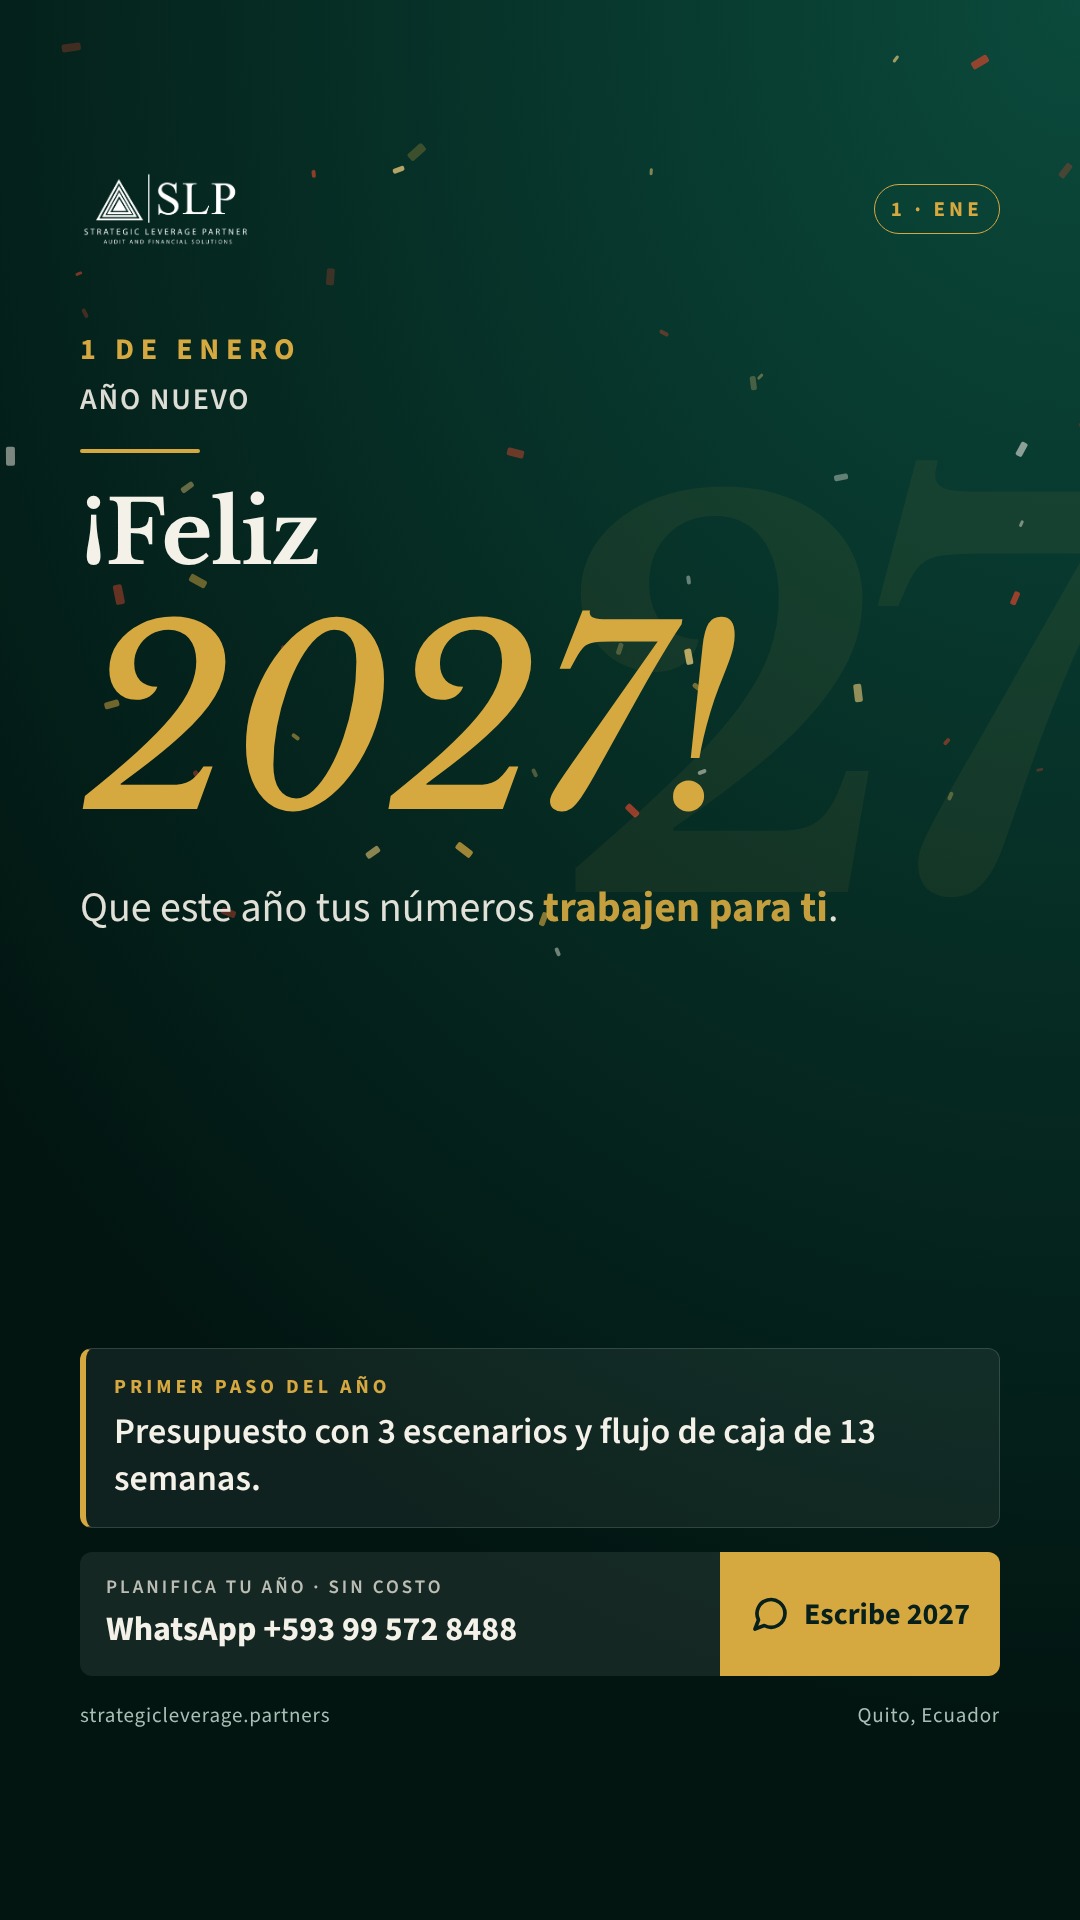 SLP
STRATEGIC LEVERAGE PARTNER
AUDIT AND FINANCIAL SOLUTIONS
1 · ENE
1 DE ENERO
AÑO NUEVO
27
¡Feliz
2027!
Que este año tus números trabajen para ti.
PRIMER PASO DEL AÑO
Presupuesto con 3 escenarios y flujo de caja de 13
semanas.
PLANIFICA TU AÑO · SIN COSTO
WhatsApp +593 99 572 8488
Escribe 2027
strategicleverage.partners
Quito, Ecuador